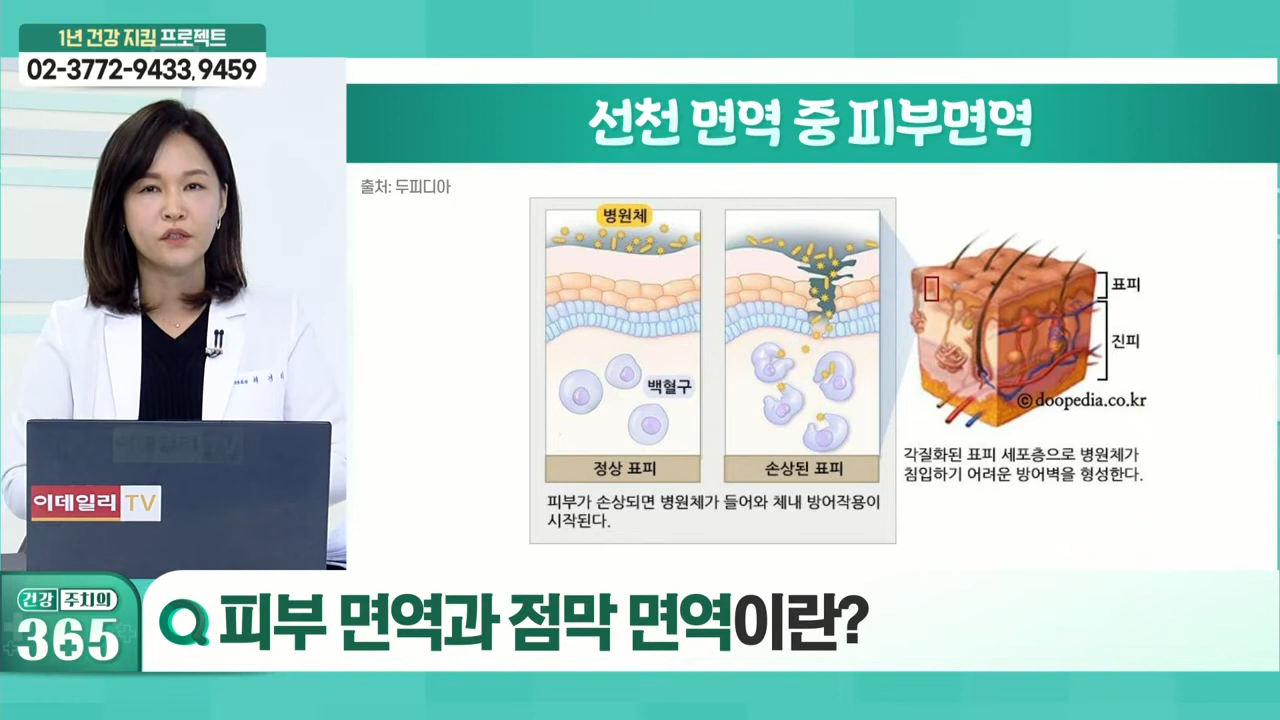 1년 건강 지킴 프로젝트
02-3772-9433, 9459
선천 면역 중 피부면역
출처: 두피디아
병원체
백혈구
정상 표피
손상된 표피
피부가 손상되면 병원체가 들어와 체내 방어작용이
시작된다.
표피
진피
ⓒdoopedia.co.kr
각질화된 표피 세포층으로 병원체가
침입하기 어려운 방어벽을 형성한다.
이데일리 TV
건강 주치의
365
Q 피부 면역과 점막 면역이란?